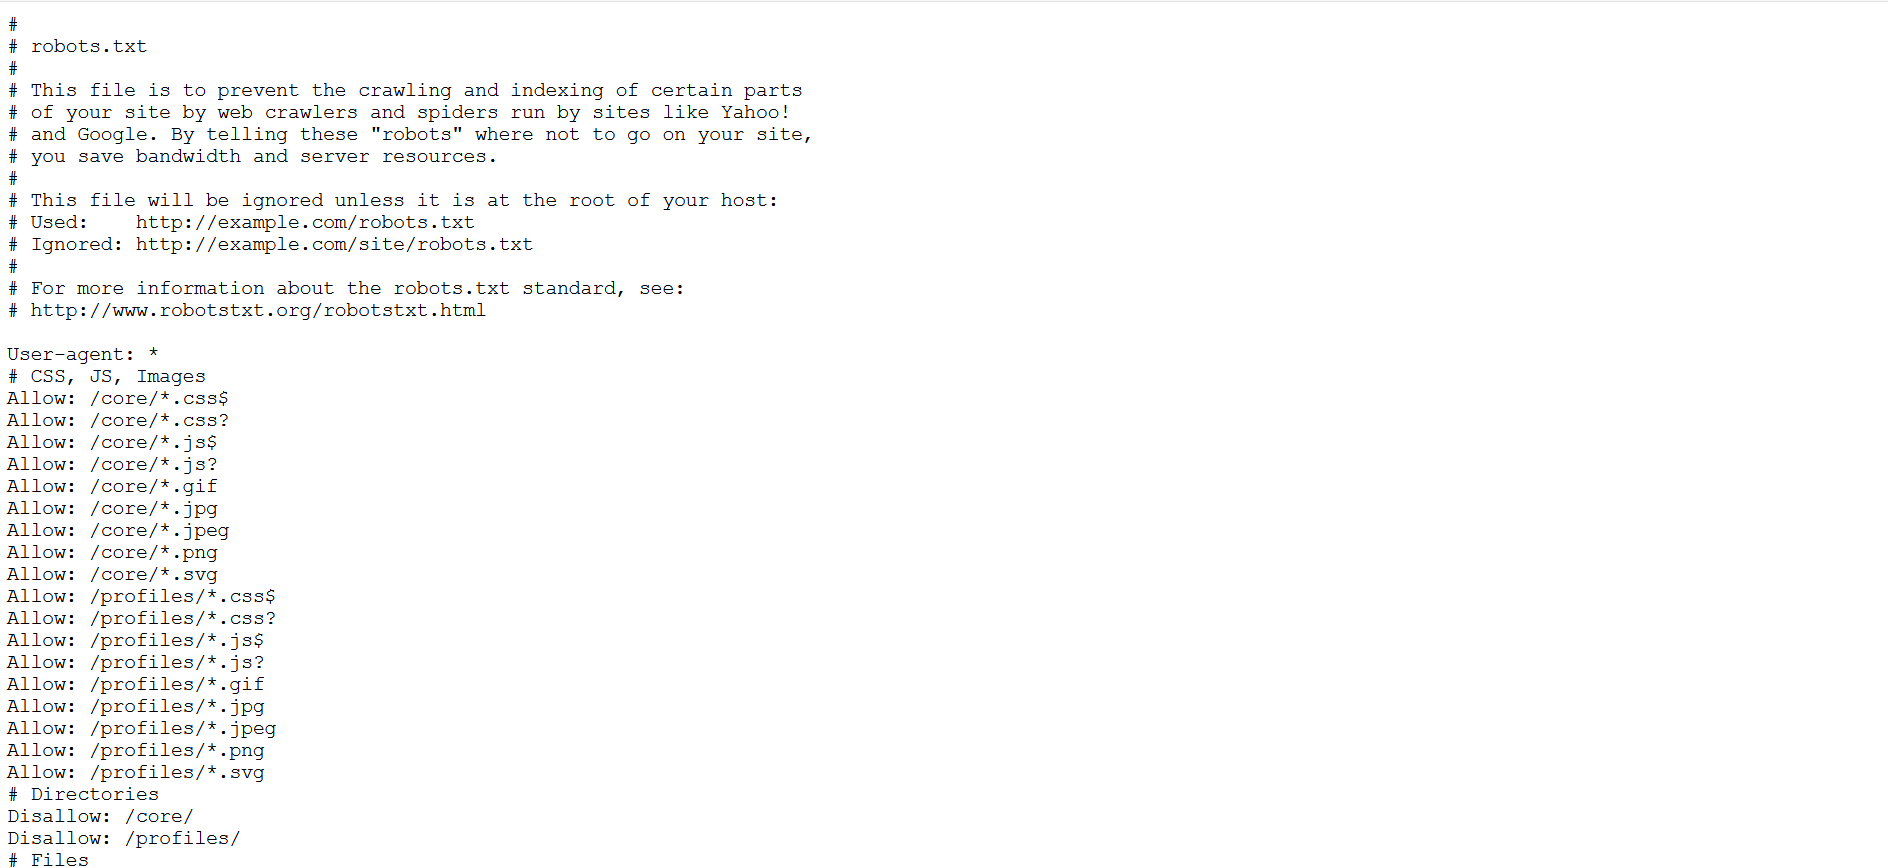 #
# robots.txt
#
# This file is to prevent the crawling and indexing of certain parts
# of your site by web crawlers and spiders run by sites like Yahoo!
# and Google. By telling these "robots" where not to go on your site,
# you save bandwidth and server resources.
#
# This file will be ignored unless it is at the root of your host:
# Used:    http://example.com/robots.txt
# Ignored: http://example.com/site/robots.txt
#
# For more information about the robots.txt standard, see:
# http://www.robotstxt.org/robotstxt.html

User-agent: *
# CSS, JS, Images
Allow: /core/*.css$
Allow: /core/*.css?
Allow: /core/*.js$
Allow: /core/*.js?
Allow: /core/*.gif
Allow: /core/*.jpg
Allow: /core/*.jpeg
Allow: /core/*.png
Allow: /core/*.svg
Allow: /profiles/*.css$
Allow: /profiles/*.css?
Allow: /profiles/*.js$
Allow: /profiles/*.js?
Allow: /profiles/*.gif
Allow: /profiles/*.jpg
Allow: /profiles/*.jpeg
Allow: /profiles/*.png
Allow: /profiles/*.svg
# Directories
Disallow: /core/
Disallow: /profiles/
# Files